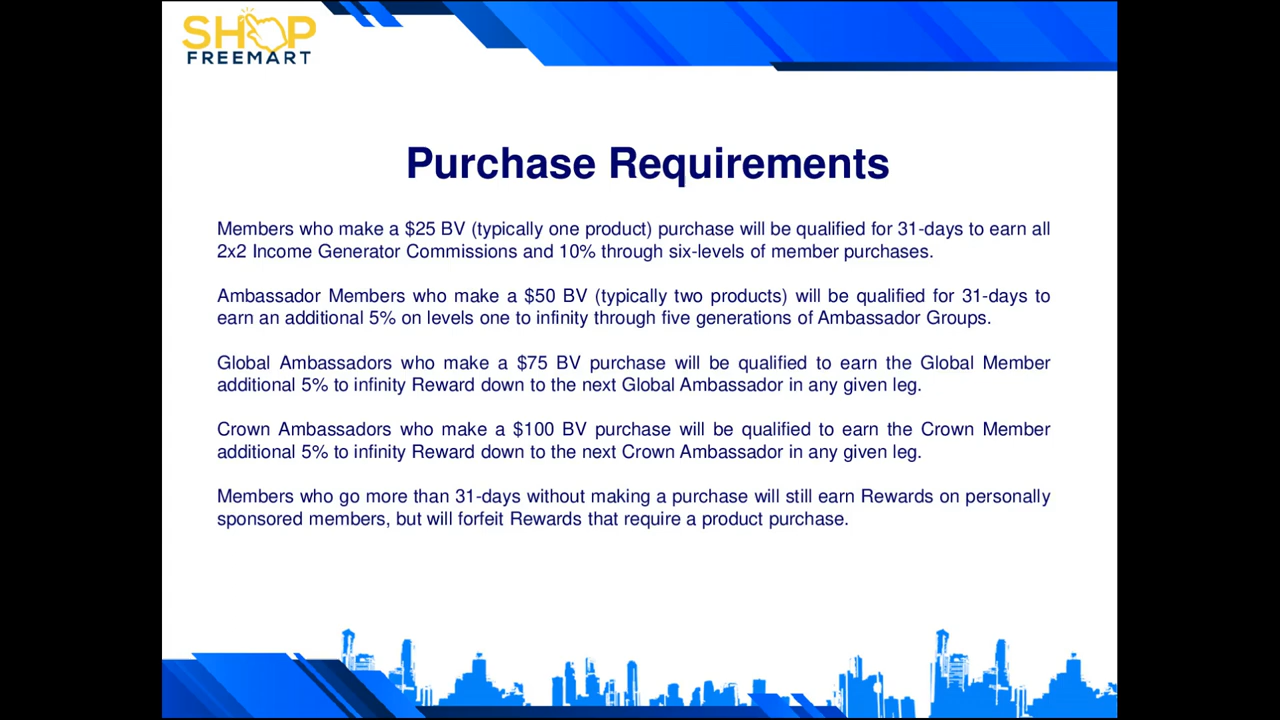 SHOP
FREEMART
Purchase Requirements
Members who make a $25 BV (typically one product) purchase will be qualified for 31-days to earn all
2x2 Income Generator Commissions and 10% through six-levels of member purchases.
Ambassador Members who make a $50 BV (typically two products) will be qualified for 31-days to
earn an additional 5% on levels one to infinity through five generations of Ambassador Groups.
Global Ambassadors who make a $75 BV purchase will be qualified to earn the Global Member
additional 5% to infinity Reward down to the next Global Ambassador in any given leg.
Crown Ambassadors who make a $100 BV purchase will be qualified to earn the Crown Member
additional 5% to infinity Reward down to the next Crown Ambassador in any given leg.
Members who go more than 31-days without making a purchase will still earn Rewards on personally
sponsored members, but will forfeit Rewards that require a product purchase.